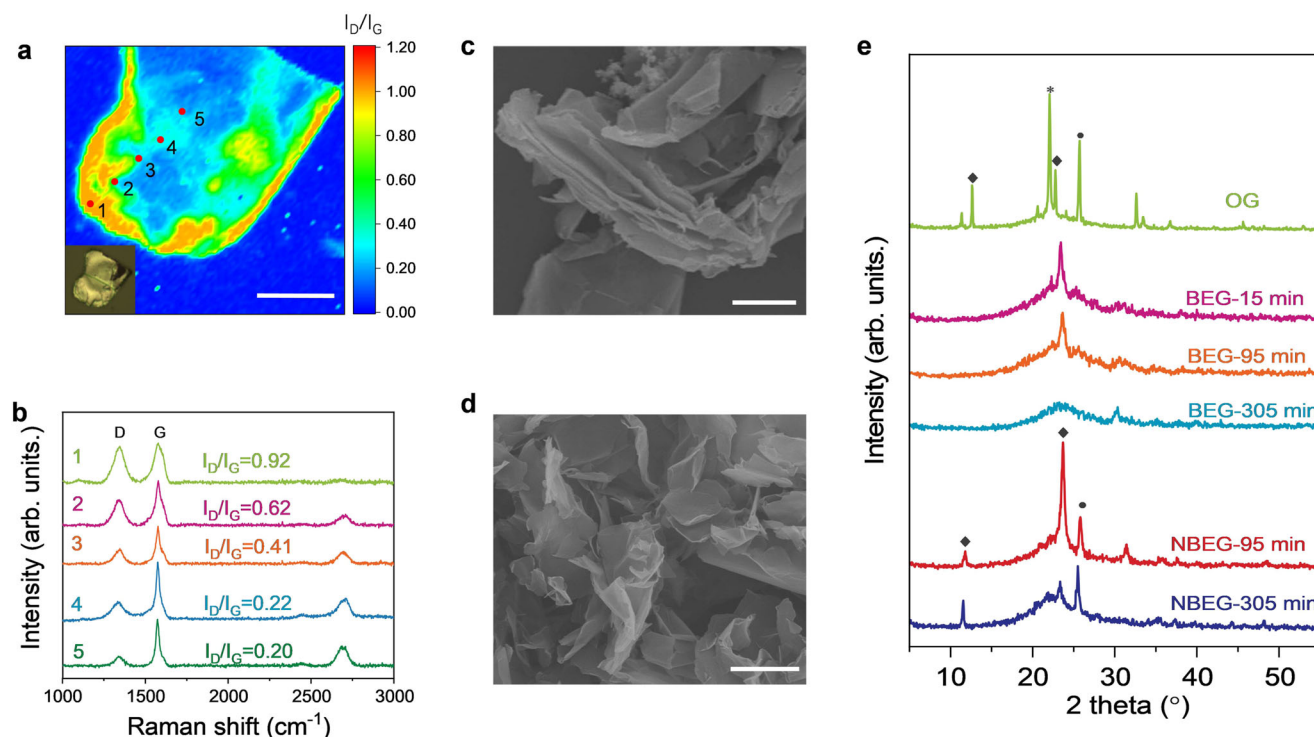 a
I_D/I_G
1.20
1.00
0.80
0.60
0.40
0.20
0.00
5
4
3
2
1
b
D
G
1
I_D/I_G=0.92
2
I_D/I_G=0.62
3
I_D/I_G=0.41
4
I_D/I_G=0.22
5
I_D/I_G=0.20
Intensity (arb. units.)
1000 1500 2000 2500 3000
Raman shift (cm⁻¹)
c
d
e
*
OG
BEG-15 min
BEG-95 min
BEG-305 min
NBEG-95 min
NBEG-305 min
Intensity (arb. units.)
10 20 30 40 50
2 theta (°)